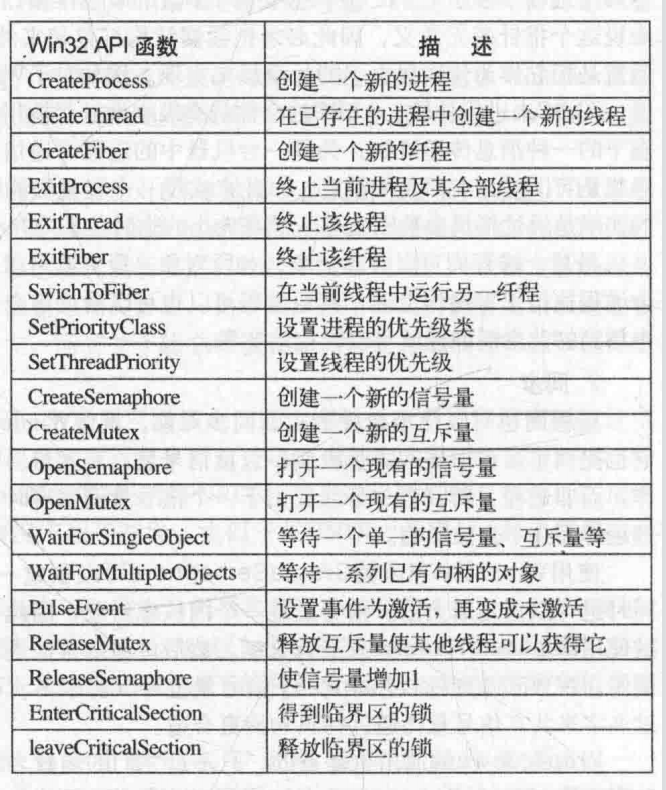 Win32 API 函数 描 述
CreateProcess 创建一个新的进程
CreateThread 在已存在的进程中创建一个新的线程
CreateFiber 创建一个新的纤程
ExitProcess 终止当前进程及其全部线程
ExitThread 终止该线程
ExitFiber 终止该纤程
SwichToFiber 在当前线程中运行另一纤程
SetPriorityClass 设置进程的优先级类
SetThreadPriority 设置线程的优先级
CreateSemaphore 创建一个新的信号量
CreateMutex 创建一个新的互斥量
OpenSemaphore 打开一个现有的信号量
OpenMutex 打开一个现有的互斥量
WaitForSingleObject 等待一个单一的信号量、互斥量等
WaitForMultipleObjects 等待一系列已有句柄的对象
PulseEvent 设置事件为激活，再变成未激活
ReleaseMutex 释放互斥量使其他线程可以获得它
ReleaseSemaphore 使信号量增加1
EnterCriticalSection 得到临界区的锁
leaveCriticalSection 释放临界区的锁